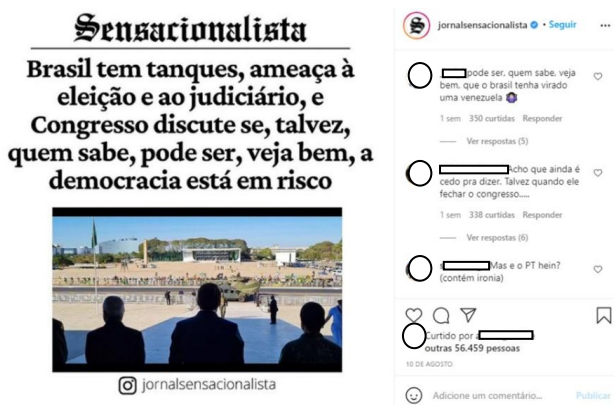 Sensacionalista
Brasil tem tanques, ameaça à
eleição e ao judiciário, e
Congresso discute se, talvez,
quem sabe, pode ser, veja bem, a
democracia está em risco
jornalsensacionalista
jornalsensacionalista • Seguir
pode ser, quem sabe, veja
bem, que o brasil tenha virado
uma venezuela 🤷🏿‍♀️
1 sem 350 curtidas Responder
Ver respostas (5)
Acho que ainda é
cedo pra dizer. Talvez quando ele
fechar o congresso.....
1 sem 338 curtidas Responder
Ver respostas (6)
Mas e o PT hein?
(contém ironia)
Curtido por
outras 56.459 pessoas
10 DE AGOSTO
Adicione um comentário... Publicar